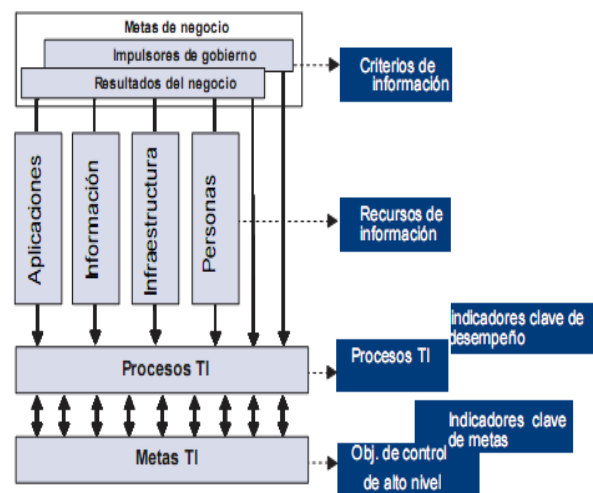 Metas de negocio
Impulsores de gobierno
Resultados del negocio
Criterios de
información
Aplicaciones
Información
Infraestructura
Personas
Recursos de
información
Procesos TI
Procesos TI
indicadores clave de
desempeño
Metas TI
Indicadores clave
de metas
Obj. de control
de alto nivel